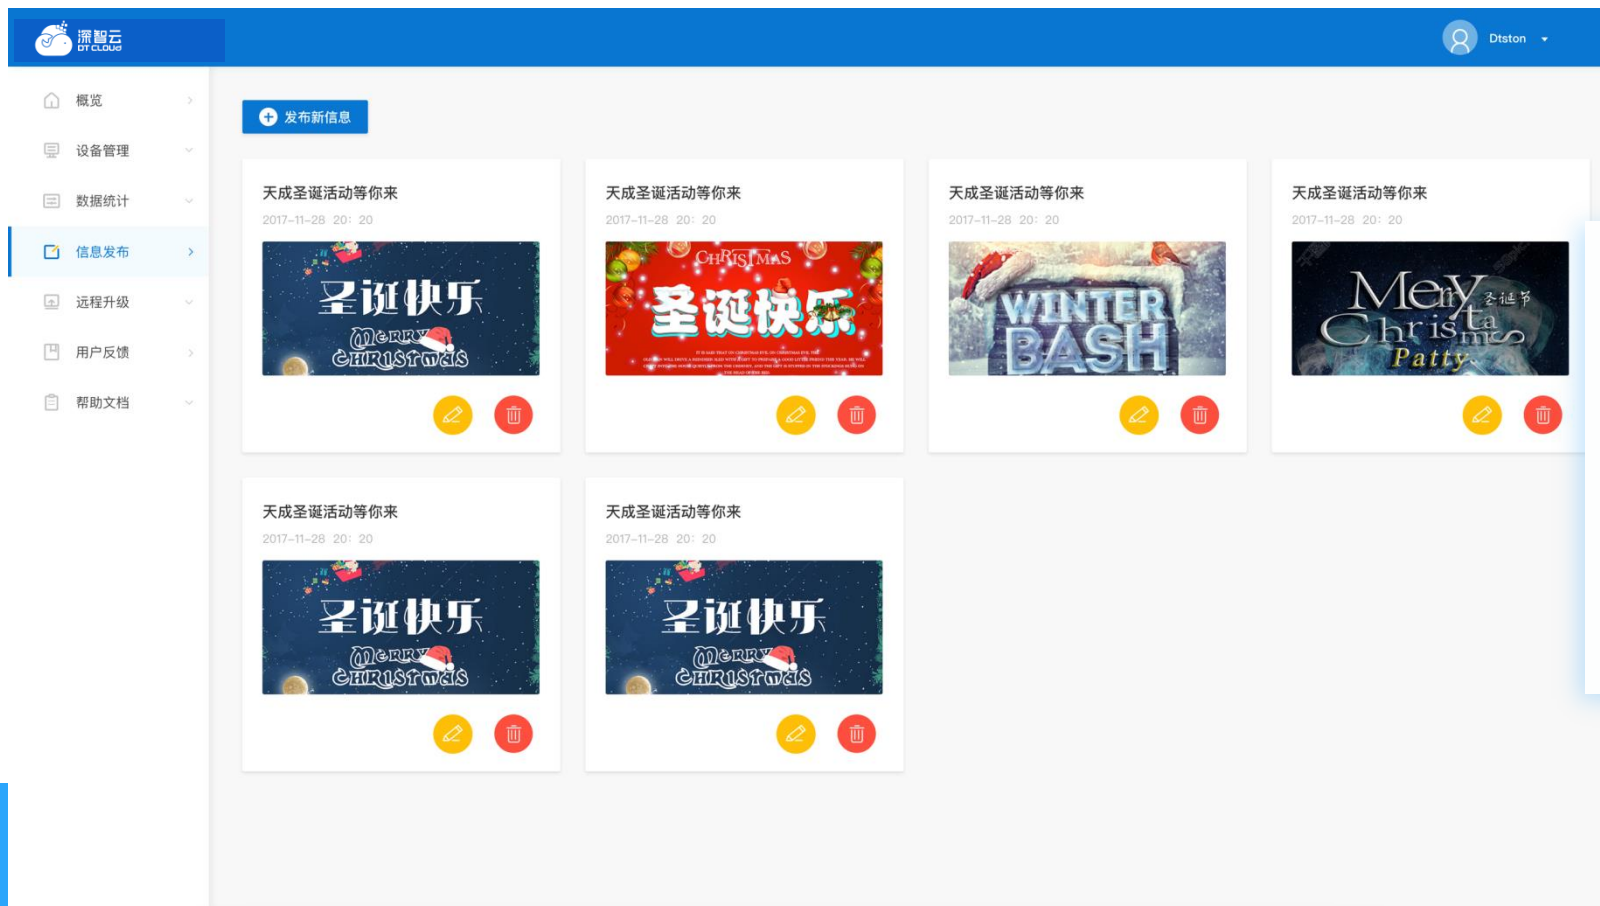 深智云
DT CLOUD
Dtston
概览
设备管理
数据统计
信息发布
远程升级
用户反馈
帮助文档
发布新信息
天成圣诞活动等你来
2017-11-28 20: 20
圣诞快乐
MERRY
CHRISTMAS
天成圣诞活动等你来
2017-11-28 20: 20
CHRISTMAS
圣诞快乐
天成圣诞活动等你来
2017-11-28 20: 20
WINTER
BASH
天成圣诞活动等你来
2017-11-28 20: 20
Merry
圣诞节
Christmas
Patty
天成圣诞活动等你来
2017-11-28 20: 20
圣诞快乐
MERRY
CHRISTMAS
天成圣诞活动等你来
2017-11-28 20: 20
圣诞快乐
MERRY
CHRISTMAS